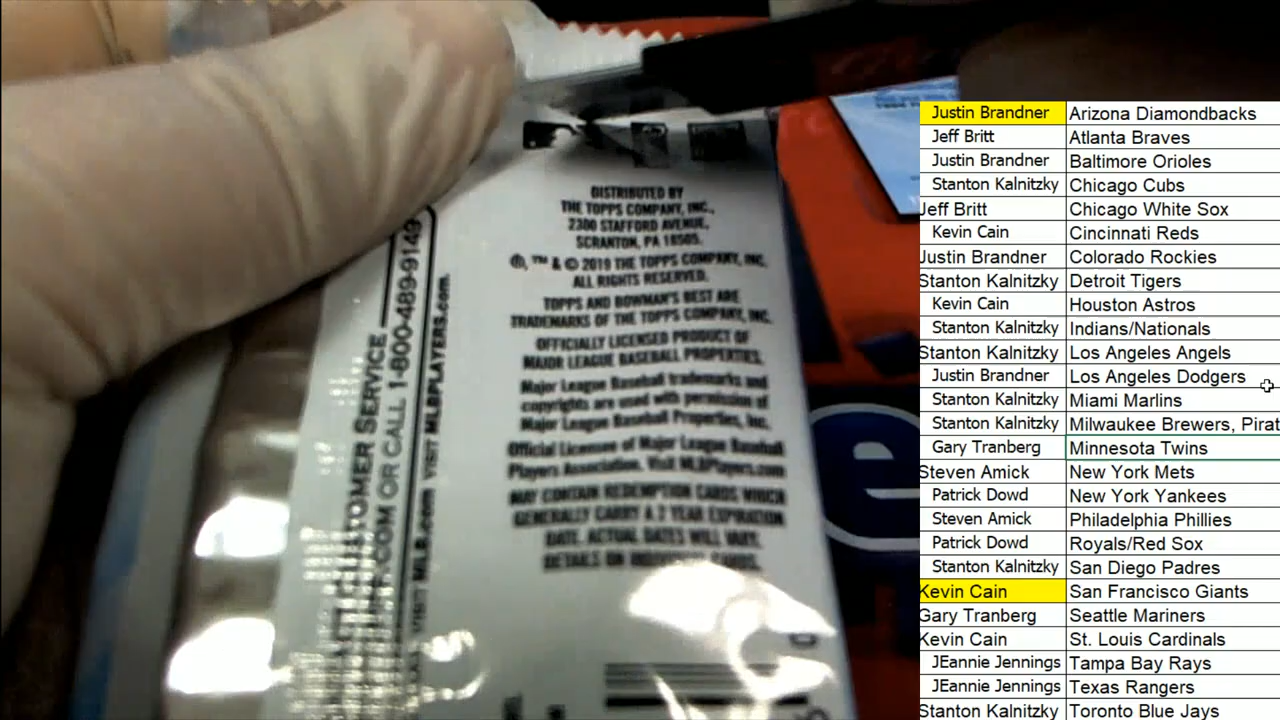 DISTRIBUTED BY
THE TOPPS COMPANY, INC.,
2300 STAFFORD AVENUE,
SCRANTON, PA 18505.
®, ™ & © 2019 THE TOPPS COMPANY, INC.
ALL RIGHTS RESERVED.
TOPPS AND BOWMAN'S BEST ARE
TRADEMARKS OF THE TOPPS COMPANY, INC.
OFFICIALLY LICENSED PRODUCT OF
MAJOR LEAGUE BASEBALL PROPERTIES.
Major League Baseball trademarks and
copyrights are used with permission of
Major League Baseball Properties, Inc.
Official Licensee of Major League Baseball
Players Association. Visit MLBPlayers.com
MAY CONTAIN REDEMPTION CARDS WHICH
GENERALLY CARRY A 2 YEAR EXPIRATION
DATE. ACTUAL DATES WILL VARY.
DETAILS ON INDIVIDUAL CARDS.
CUSTOMER SERVICE
.COM OR CALL 1-800-489-9149
VISIT MLB.com VISIT MLBPLAYERS.com
e
Justin Brandner Arizona Diamondbacks
Jeff Britt Atlanta Braves
Justin Brandner Baltimore Orioles
Stanton Kalnitzky Chicago Cubs
Jeff Britt Chicago White Sox
Kevin Cain Cincinnati Reds
Justin Brandner Colorado Rockies
Stanton Kalnitzky Detroit Tigers
Kevin Cain Houston Astros
Stanton Kalnitzky Indians/Nationals
Stanton Kalnitzky Los Angeles Angels
Justin Brandner Los Angeles Dodgers
Stanton Kalnitzky Miami Marlins
Stanton Kalnitzky Milwaukee Brewers, Pirat
Gary Tranberg Minnesota Twins
Steven Amick New York Mets
Patrick Dowd New York Yankees
Steven Amick Philadelphia Phillies
Patrick Dowd Royals/Red Sox
Stanton Kalnitzky San Diego Padres
Kevin Cain San Francisco Giants
Gary Tranberg Seattle Mariners
Kevin Cain St. Louis Cardinals
JEannie Jennings Tampa Bay Rays
JEannie Jennings Texas Rangers
Stanton Kalnitzky Toronto Blue Jays